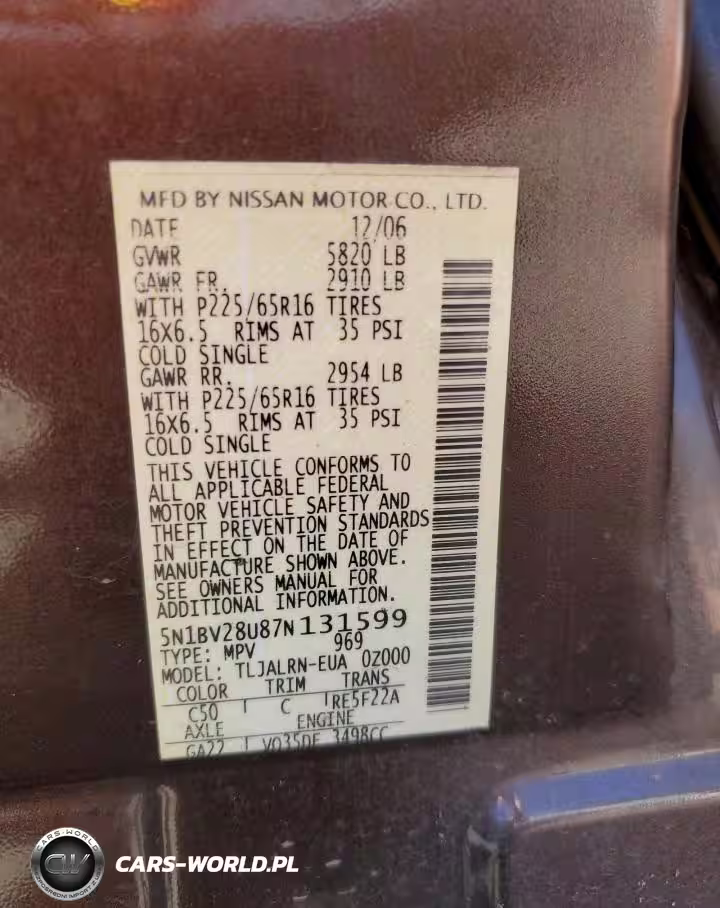 MFD BY NISSAN MOTOR CO., LTD.
DATE 12/06
GVWR 5820 LB
GAWR FR. 2910 LB
WITH P225/65R16 TIRES
16X6.5 RIMS AT 35 PSI
COLD SINGLE
GAWR RR. 2954 LB
WITH P225/65R16 TIRES
16X6.5 RIMS AT 35 PSI
COLD SINGLE
THIS VEHICLE CONFORMS TO
ALL APPLICABLE FEDERAL
MOTOR VEHICLE SAFETY AND
THEFT PREVENTION STANDARDS
IN EFFECT ON THE DATE OF
MANUFACTURE SHOWN ABOVE.
SEE OWNERS MANUAL FOR
ADDITIONAL INFORMATION.
5N1BV28U87N131599
TYPE: MPV 969
MODEL: TLJALRN-EUA 0Z000
COLOR TRIM TRANS
C50 C RE5F22A
AXLE ENGINE
GA22 VQ35DE 3498CC
CARS-WORLD
CW
CARS-WORLD.PL